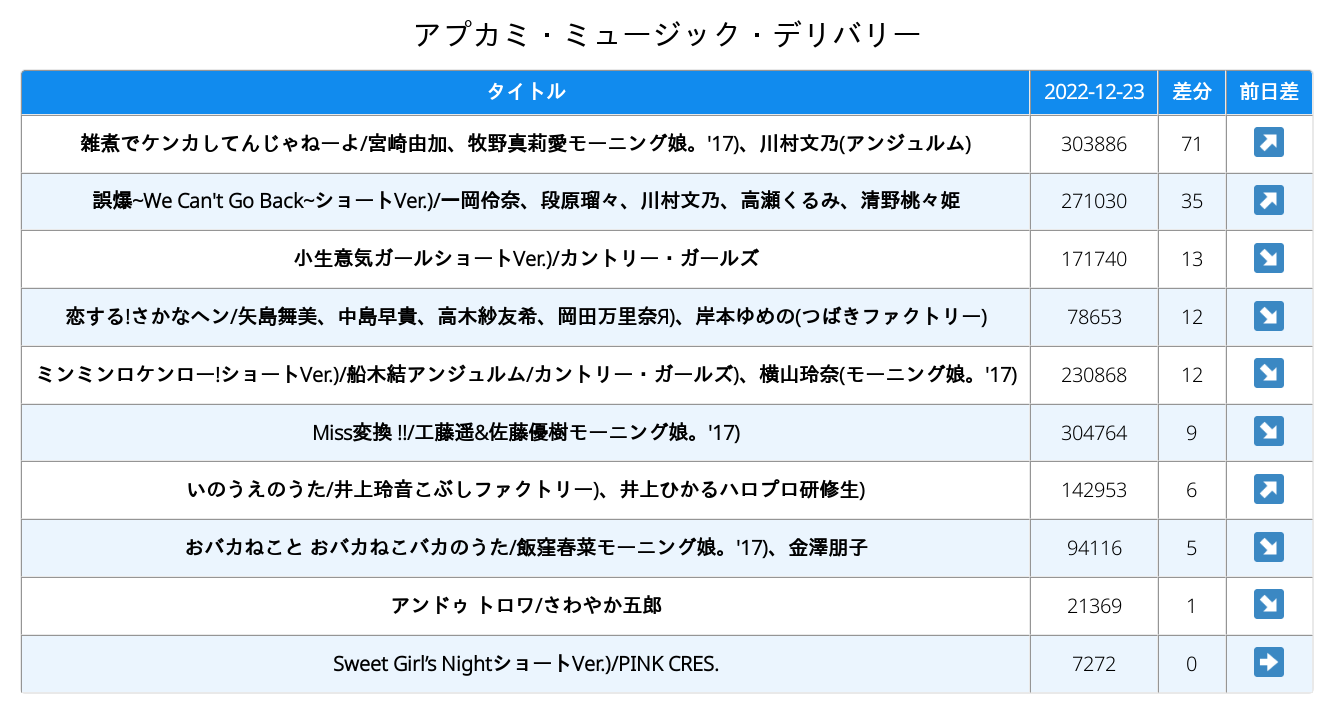 アプカミ・ミュージック・デリバリー
タイトル 2022-12-23 差分 前日差
雑煮でケンカしてんじゃねーよ/宮崎由加、牧野真莉愛モーニング娘。'17)、川村文乃(アンジュルム) 303886 71
誤爆~We Can't Go Back~ショートVer.)/一岡伶奈、段原瑠々、川村文乃、高瀬くるみ、清野桃々姫 271030 35
小生意気ガールショートVer.)/カントリー・ガールズ 171740 13
恋する!さかなヘン/矢島舞美、中島早貴、高木紗友希、岡田万里奈Я)、岸本ゆめの(つばきファクトリー) 78653 12
ミンミンロケンロー!ショートVer.)/船木結アンジュルム/カントリー・ガールズ)、横山玲奈(モーニング娘。'17) 230868 12
Miss変換 !!/工藤遥&佐藤優樹モーニング娘。'17) 304764 9
いのうえのうた/井上玲音こぶしファクトリー)、井上ひかるハロプロ研修生) 142953 6
おバカねこと おバカねこバカのうた/飯窪春菜モーニング娘。'17)、金澤朋子 94116 5
アンドゥ トロワ/さわやか五郎 21369 1
Sweet Girl’s NightショートVer.)/PINK CRES. 7272 0